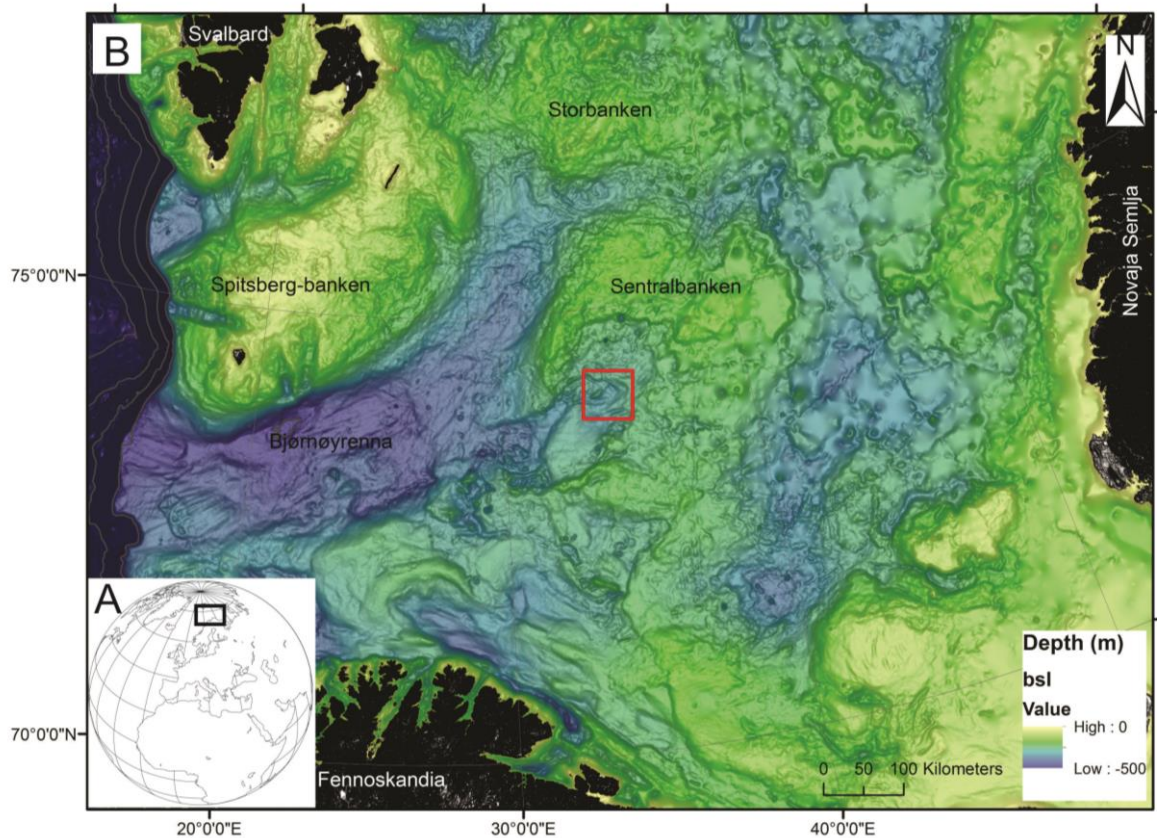 B
Svalbard
N
Storbanken
Novaja Semlja
75°0'0"N
Spitsberg-banken
Sentralbanken
Bjørnøyrenna
A
Depth (m)
bsl
Value
High : 0
Low : -500
70°0'0"N
0 50 100 Kilometers
Fennoskandia
20°0'0"E
30°0'0"E
40°0'0"E